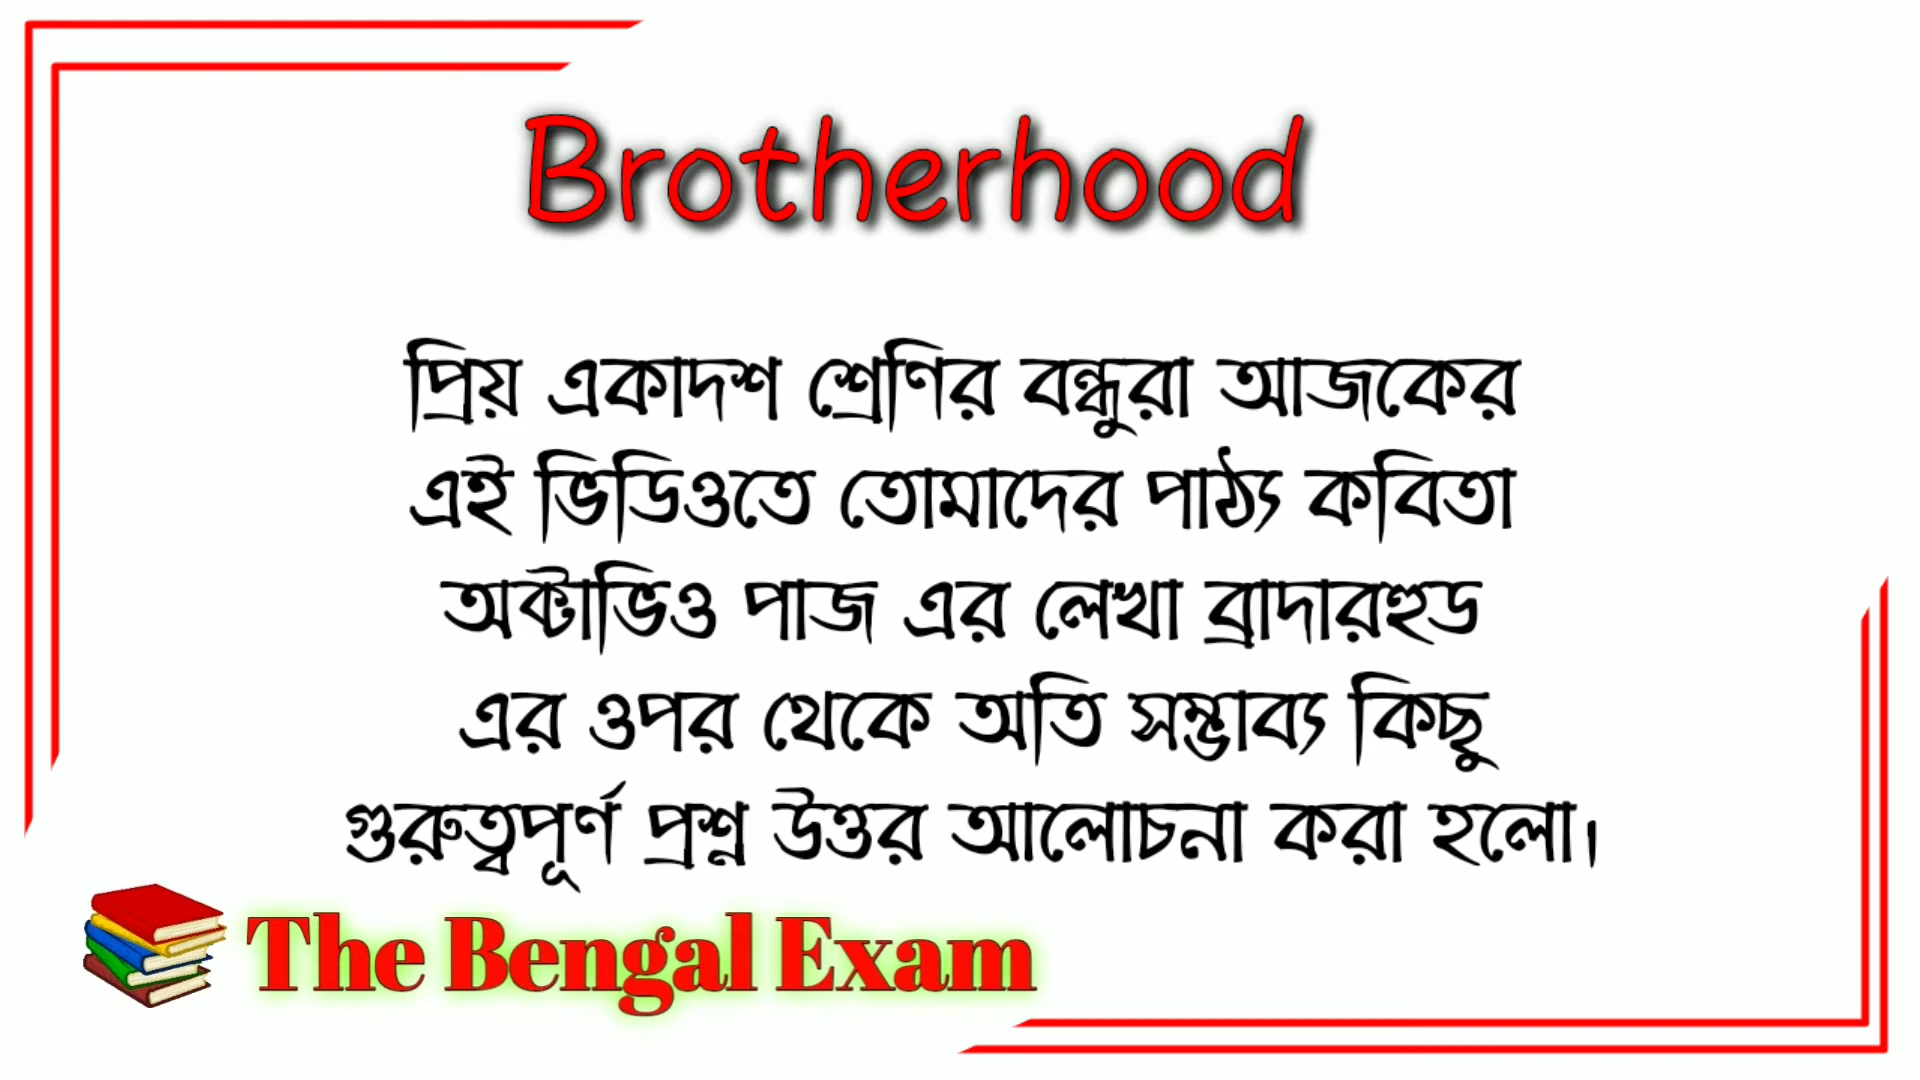 Brotherhood
প্রিয় একাদশ শ্রেণির বন্ধুরা আজকের
এই ভিডিওতে তোমাদের পাঠ্য কবিতা
অক্টাভিও পাজ এর লেখা ব্রাদারহুড
এর ওপর থেকে অতি সম্ভাব্য কিছু
গুরুত্বপূর্ণ প্রশ্ন উত্তর আলোচনা করা হলো।
The Bengal Exam